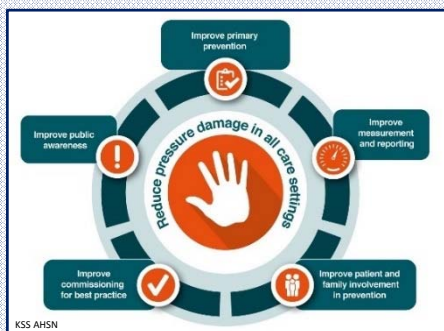 Improve primary
prevention
Improve public
awareness
Improve
measurement
and reporting
Reduce pressure damage in all care settings
Improve
commissioning
for best practice
Improve patient and
family involvement
in prevention
KSS AHSN